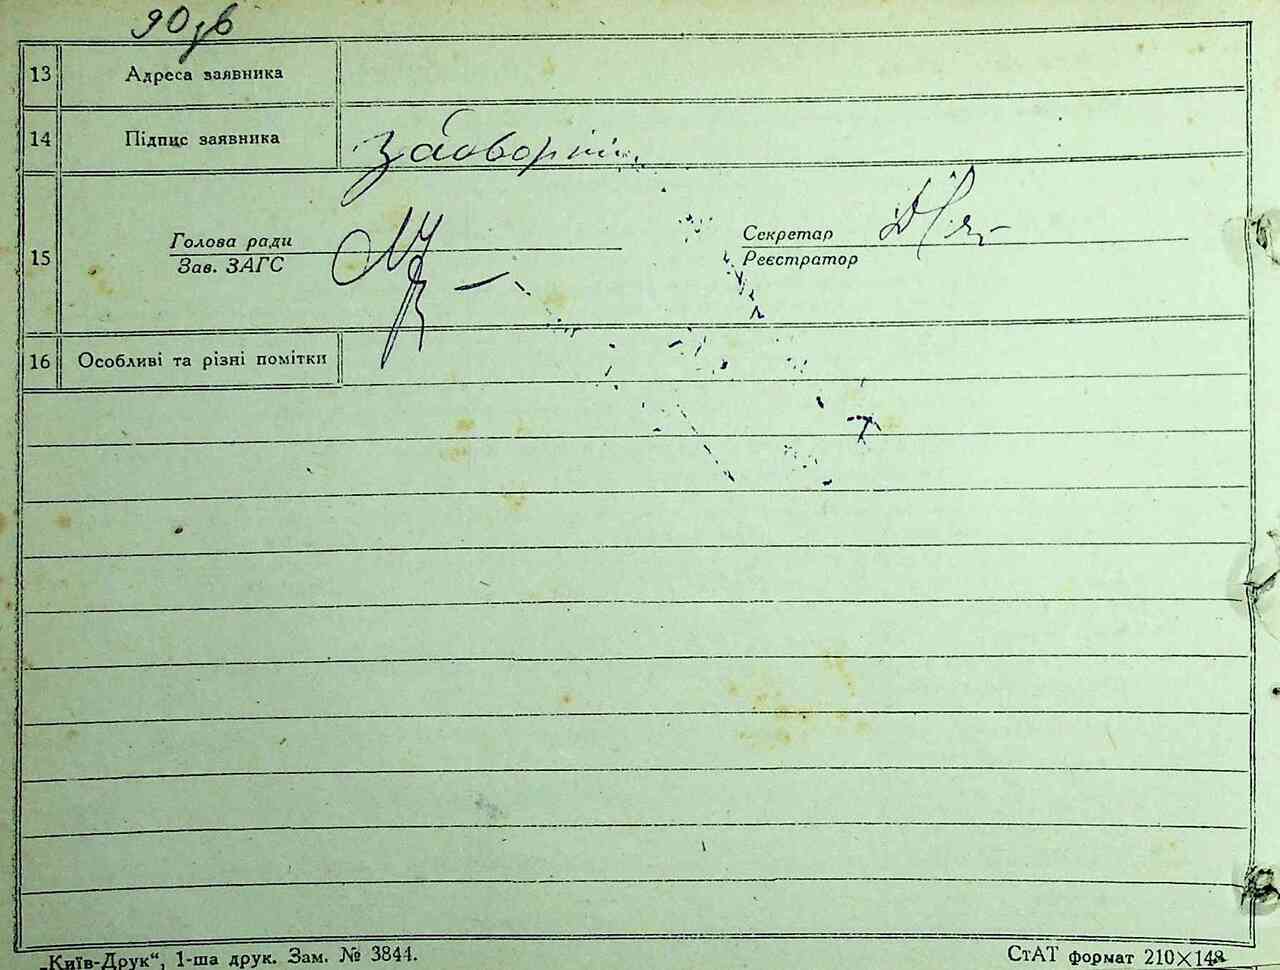 90зв
13 Адреса заявника
14 Підпис заявника
15 Голова ради Секретар
Зав. ЗАГС Реєстратор
16 Особливі та різні помітки
„Київ-Друк“, 1-ша друк. Зам. № 3844. СтАТ формат 210×148